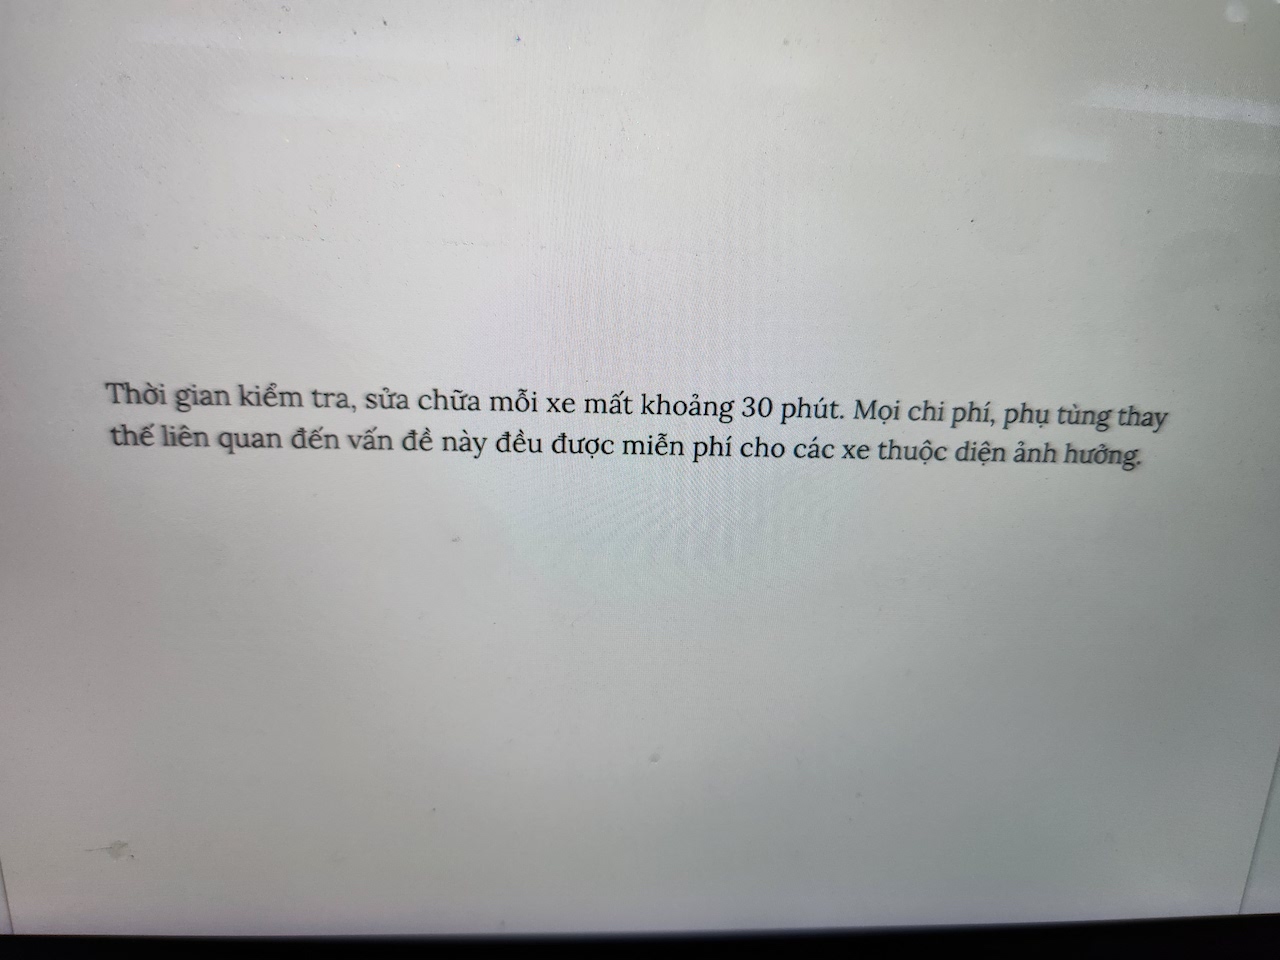 Thời gian kiểm tra, sửa chữa mỗi xe mất khoảng 30 phút. Mọi chi phí, phụ tùng thay
thế liên quan đến vấn đề này đều được miễn phí cho các xe thuộc diện ảnh hưởng.